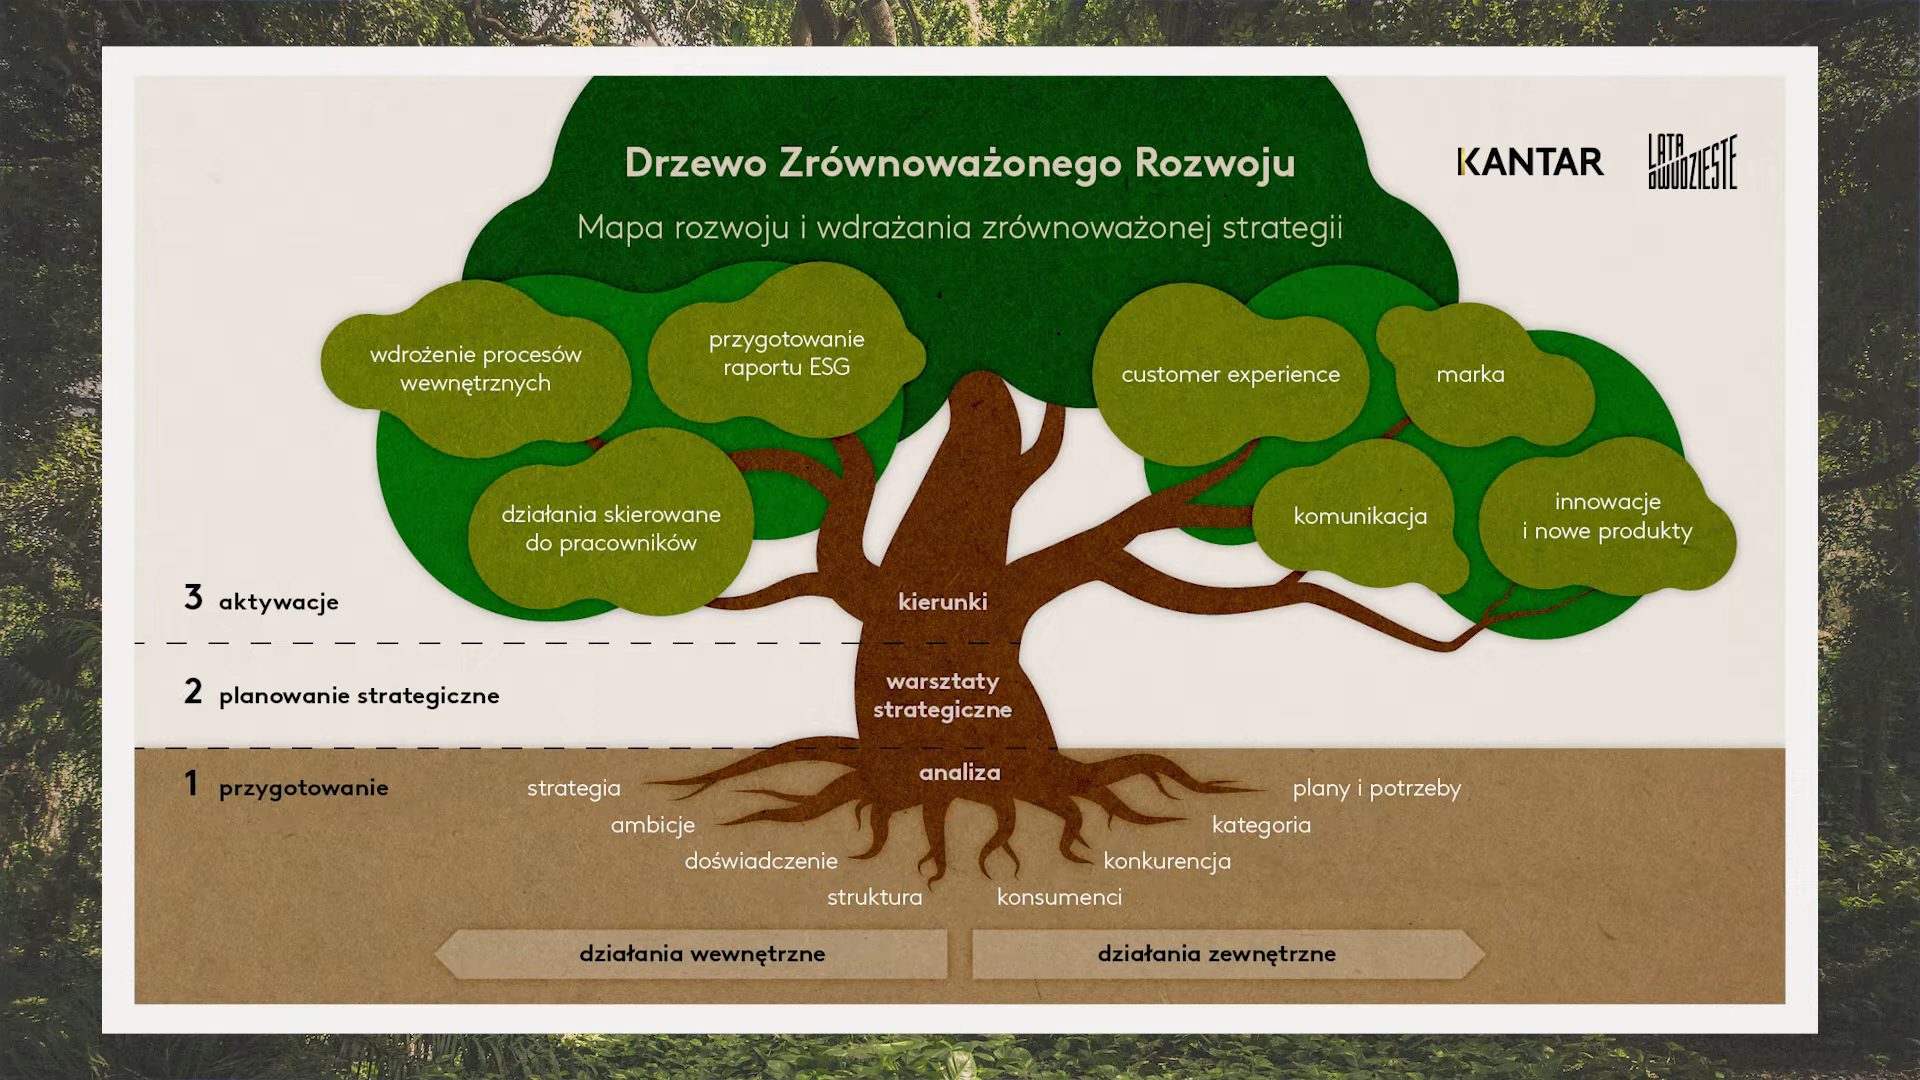 Drzewo Zrównoważonego Rozwoju
Mapa rozwoju i wdrażania zrównoważonej strategii
KANTAR
LATA
DWUDZIESTE
wdrożenie procesów
wewnętrznych
przygotowanie
raportu ESG
działania skierowane
do pracowników
customer experience
marka
komunikacja
innowacje
i nowe produkty
3 aktywacje
kierunki
2 planowanie strategiczne
warsztaty
strategiczne
1 przygotowanie
analiza
strategia
ambicje
doświadczenie
struktura
plany i potrzeby
kategoria
konkurencja
konsumenci
działania wewnętrzne
działania zewnętrzne